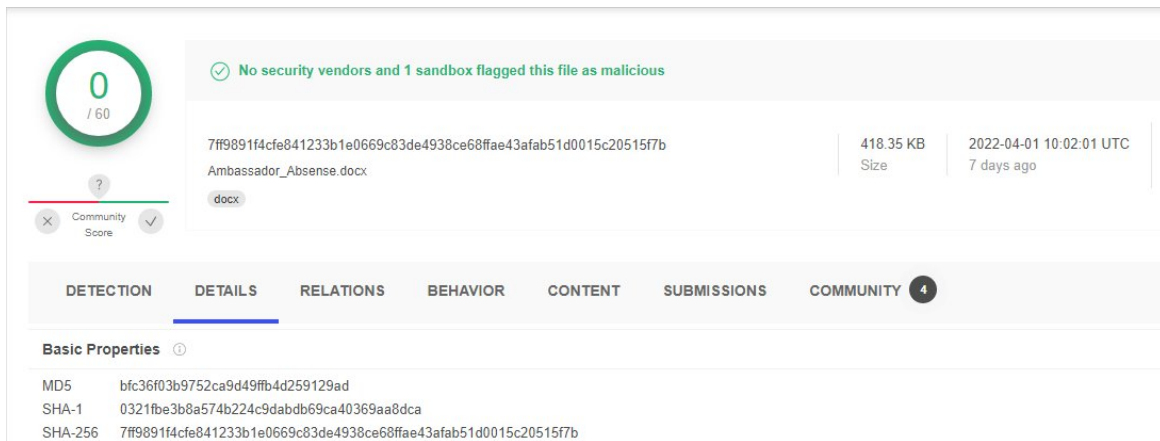 0
/ 60
?
Community
Score
No security vendors and 1 sandbox flagged this file as malicious
7ff9891f4cfe841233b1e0669c83de4938ce68ffae43afab51d0015c20515f7b
Ambassador_Absense.docx
docx
418.35 KB
Size
2022-04-01 10:02:01 UTC
7 days ago
DETECTION DETAILS RELATIONS BEHAVIOR CONTENT SUBMISSIONS COMMUNITY 4
Basic Properties
MD5 bfc36f03b9752ca9d49ffb4d259129ad
SHA-1 0321fbe3b8a574b224c9dabdb69ca40369aa8dca
SHA-256 7ff9891f4cfe841233b1e0669c83de4938ce68ffae43afab51d0015c20515f7b